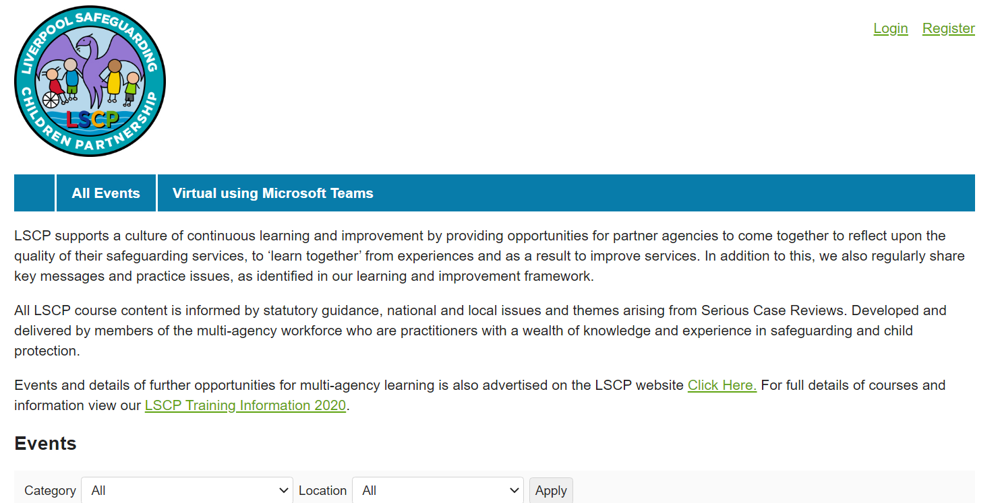 LIVERPOOL SAFEGUARDING
CHILDREN PARTNERSHIP
LSCP
Login Register
All Events Virtual using Microsoft Teams
LSCP supports a culture of continuous learning and improvement by providing opportunities for partner agencies to come together to reflect upon the
quality of their safeguarding services, to ‘learn together’ from experiences and as a result to improve services. In addition to this, we also regularly share
key messages and practice issues, as identified in our learning and improvement framework.
All LSCP course content is informed by statutory guidance, national and local issues and themes arising from Serious Case Reviews. Developed and
delivered by members of the multi-agency workforce who are practitioners with a wealth of knowledge and experience in safeguarding and child
protection.
Events and details of further opportunities for multi-agency learning is also advertised on the LSCP website Click Here. For full details of courses and
information view our LSCP Training Information 2020.
Events
Category All Location All Apply